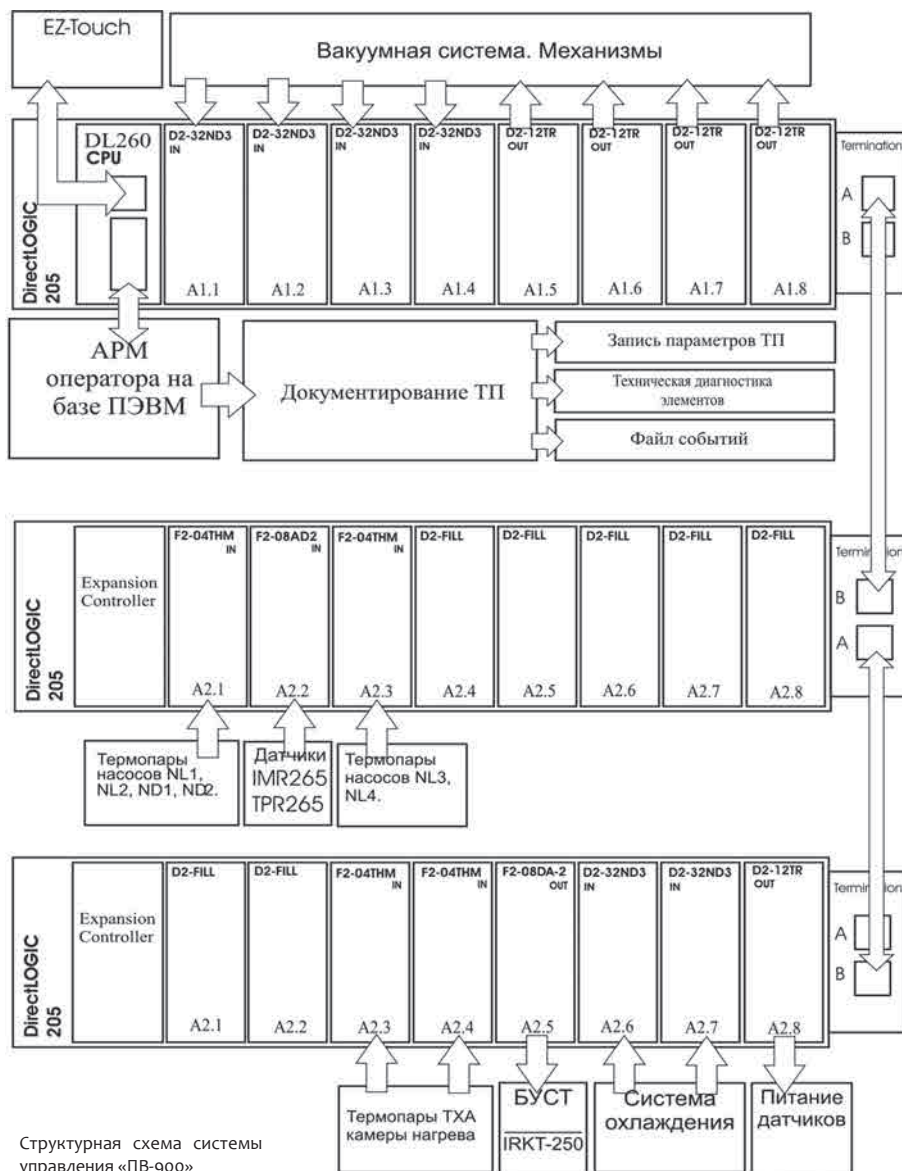 EZ-Touch
Вакуумная система. Механизмы
DirectLOGIC
205
DL260
CPU
D2-32ND3
IN
A1.1
D2-32ND3
IN
A1.2
D2-32ND3
IN
A1.3
D2-32ND3
IN
A1.4
D2-12TR
OUT
A1.5
D2-12TR
OUT
A1.6
D2-12TR
OUT
A1.7
D2-12TR
OUT
A1.8
Termination
A
B
АРМ
оператора на
базе ПЭВМ
Документирование ТП
Запись параметров ТП
Техническая диагностика
элементов
Файл событий
DirectLOGIC
205
Expansion
Controller
F2-04THM
IN
A2.1
F2-08AD2
IN
A2.2
F2-04THM
IN
A2.3
D2-FILL
A2.4
D2-FILL
A2.5
D2-FILL
A2.6
D2-FILL
A2.7
D2-FILL
A2.8
Termination
B
A
Термопары
насосов NL1,
NL2, ND1, ND2.
Датчики
IMR265
TPR265
Термопары
насосов NL3,
NL4.
DirectLOGIC
205
Expansion
Controller
D2-FILL
A2.1
D2-FILL
A2.2
F2-04THM
IN
A2.3
F2-04THM
IN
A2.4
F2-08DA-2
OUT
A2.5
D2-32ND3
IN
A2.6
D2-32ND3
IN
A2.7
D2-12TR
OUT
A2.8
Termination
A
B
Термопары ТХА
камеры нагрева
БУСТ
IRKT-250
Система
охлаждения
Питание
датчиков
Структурная схема системы
управления «ПВ-900»